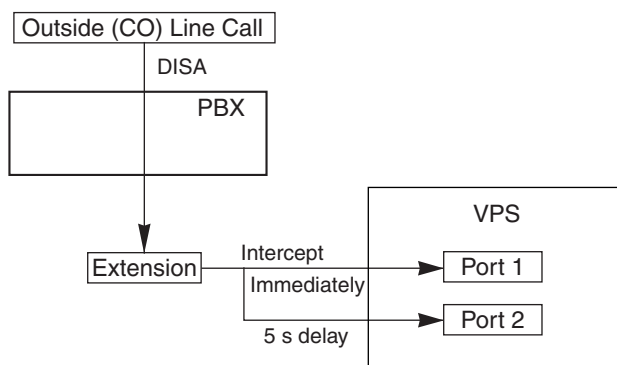 Outside (CO) Line Call
DISA
PBX
VPS
Extension
Intercept
Immediately
5 s delay
Port 1
Port 2